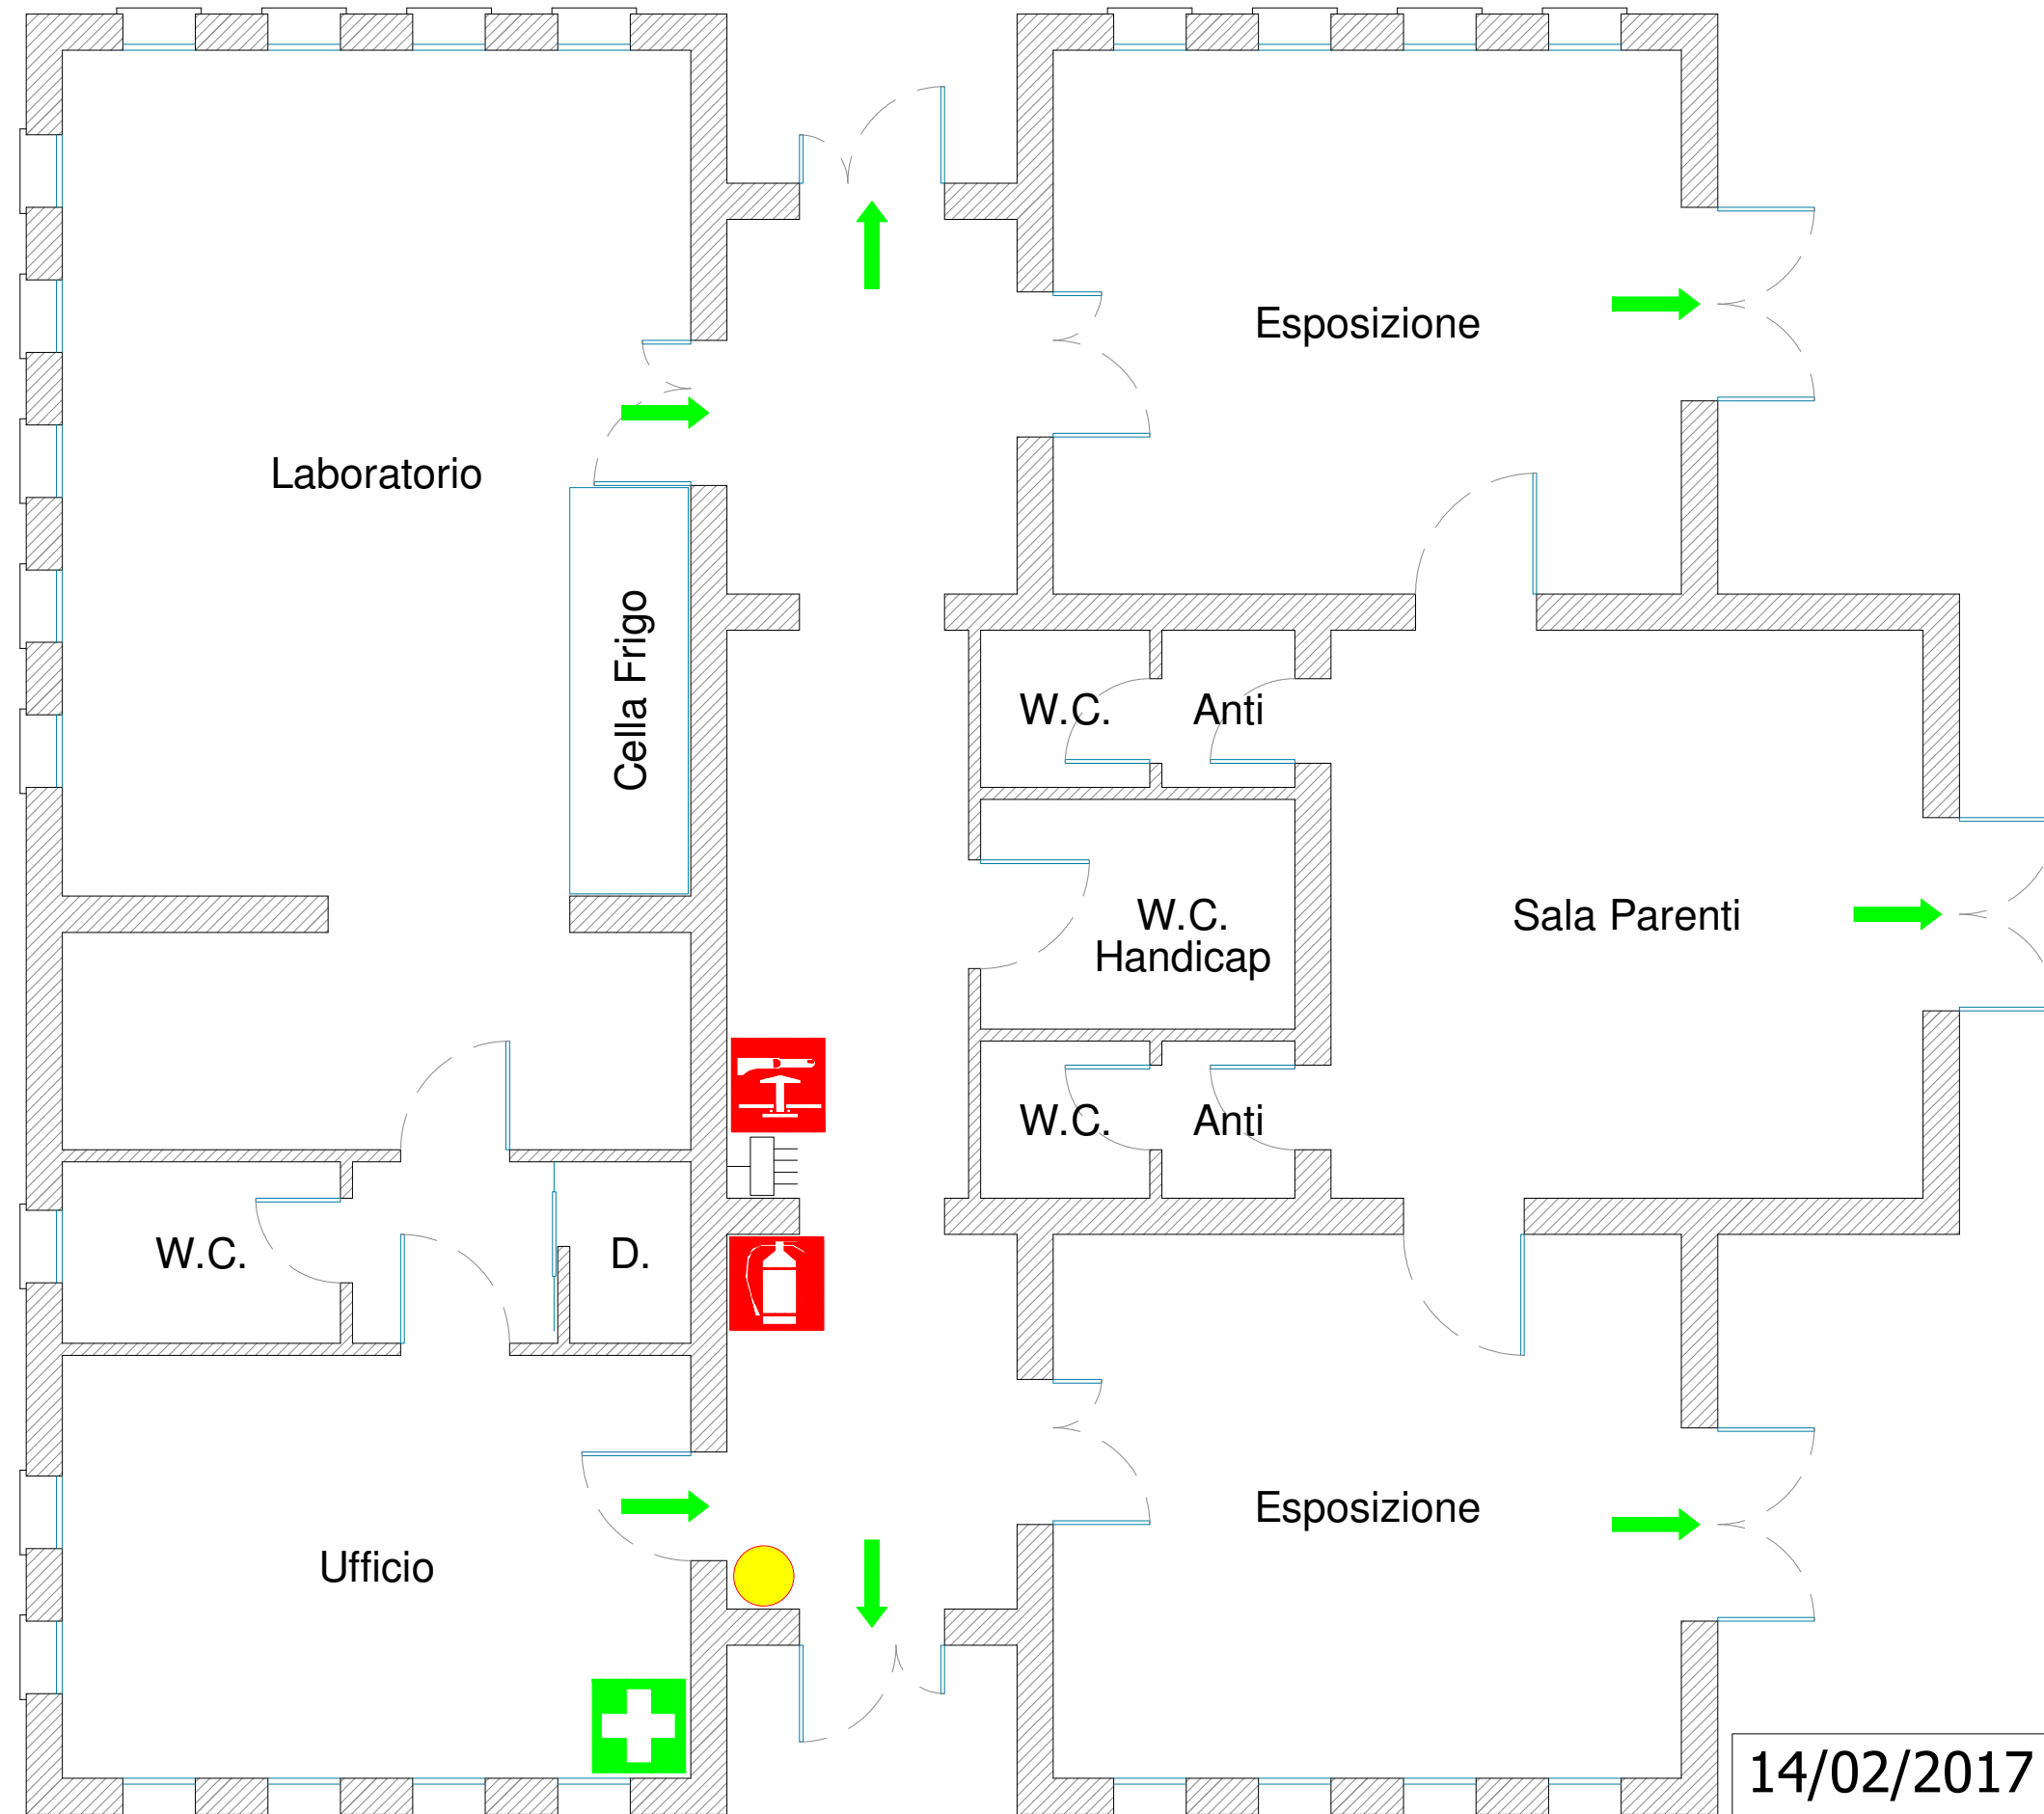 Esposizione
Laboratorio
Cella Frigo
W.C.
Anti
W.C.
Handicap
Sala Parenti
W.C.
Anti
W.C.
D.
Esposizione
Ufficio
14/02/2017